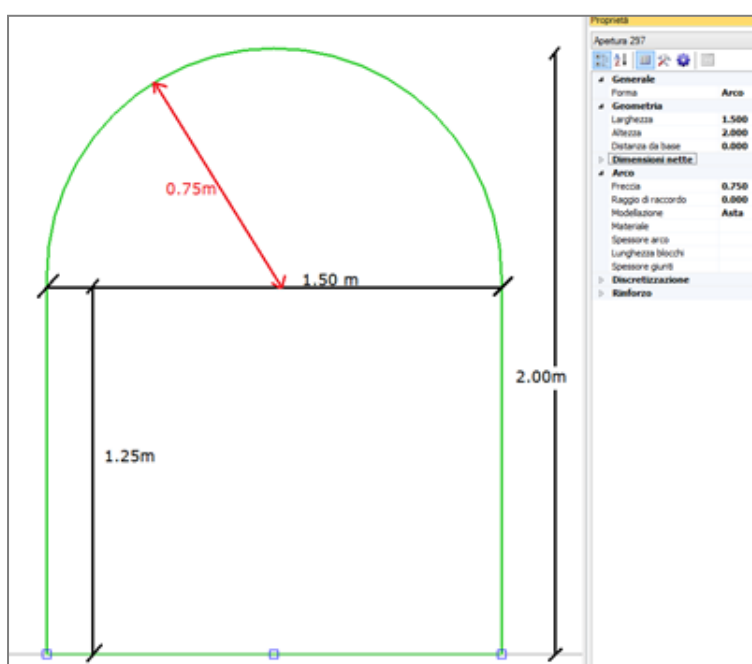 Proprietà
Apertura 297
Generale
Forma Arco
Geometria
Larghezza 1.500
Altezza 2.000
Distanza da base 0.000
Dimensioni nette
Arco
Freccia 0.750
Raggio di raccordo 0.000
Modellazione Asta
Materiale
Spessore arco
Lunghezza blocchi
Spessore giunti
Discretizzazione
Rinforzo
0.75m
1.50 m
2.00m
1.25m